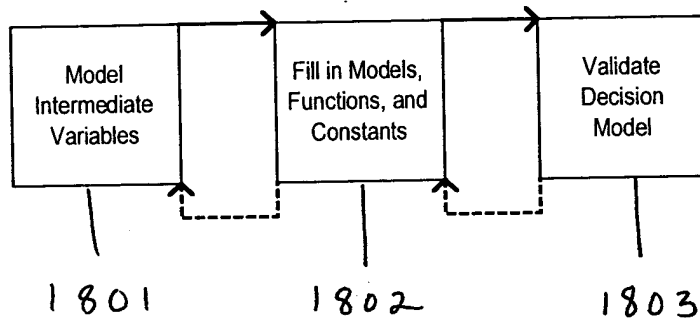 Model
Intermediate
Variables
Fill in Models,
Functions, and
Constants
Validate
Decision
Model
1801
1802
1803